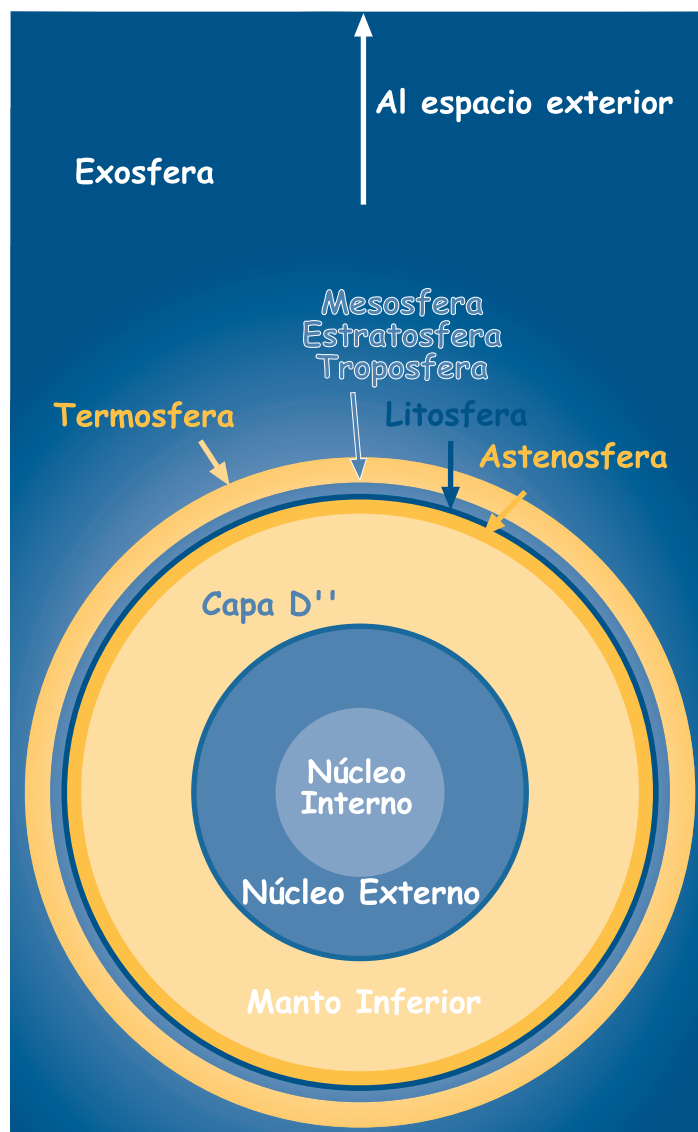 Al espacio exterior
Exosfera
Mesosfera
Estratosfera
Troposfera
Termosfera
Litosfera
Astenosfera
Capa D''
Núcleo
Interno
Núcleo Externo
Manto Inferior